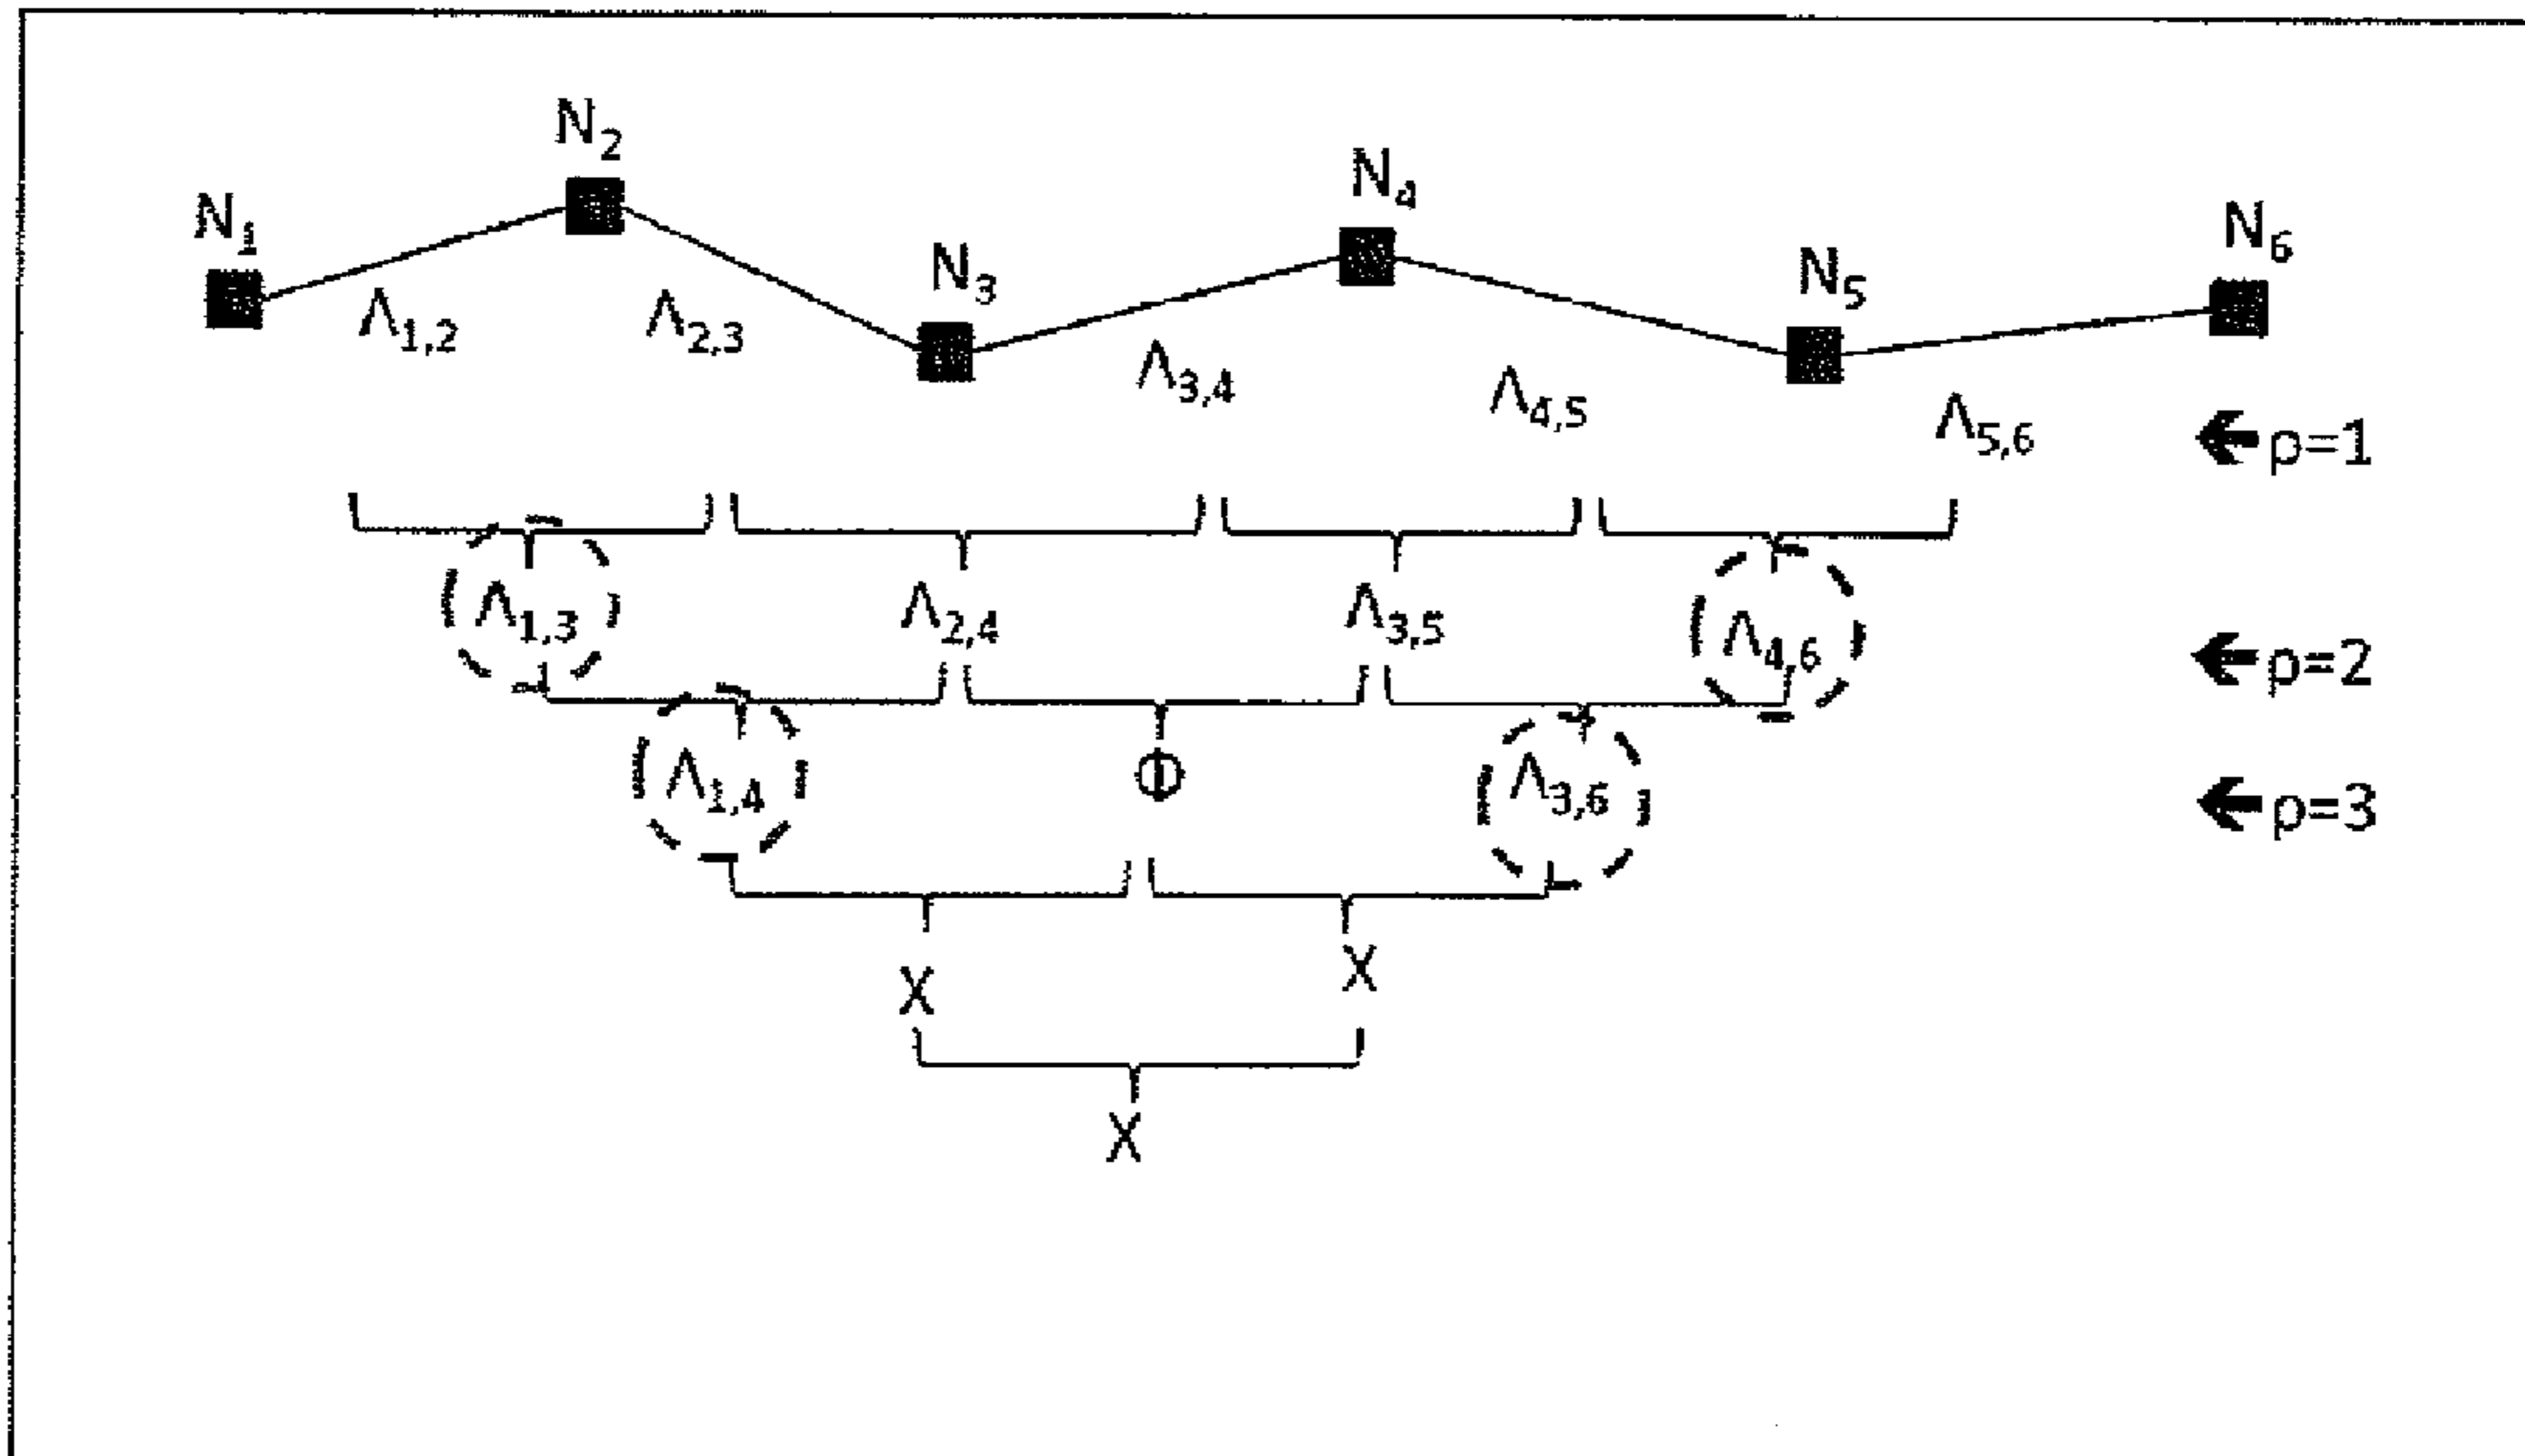 N₂
N₄
N₁
N₆
N₃
N₅
Λ₁,₂
Λ₂,₃
Λ₃,₄
Λ₄,₅
Λ₅,₆
←ρ=1
Λ₁,₃
Λ₂,₄
Λ₃,₅
Λ₄,₆
←ρ=2
Λ₁,₄
Φ
Λ₃,₆
←ρ=3
X
X
X